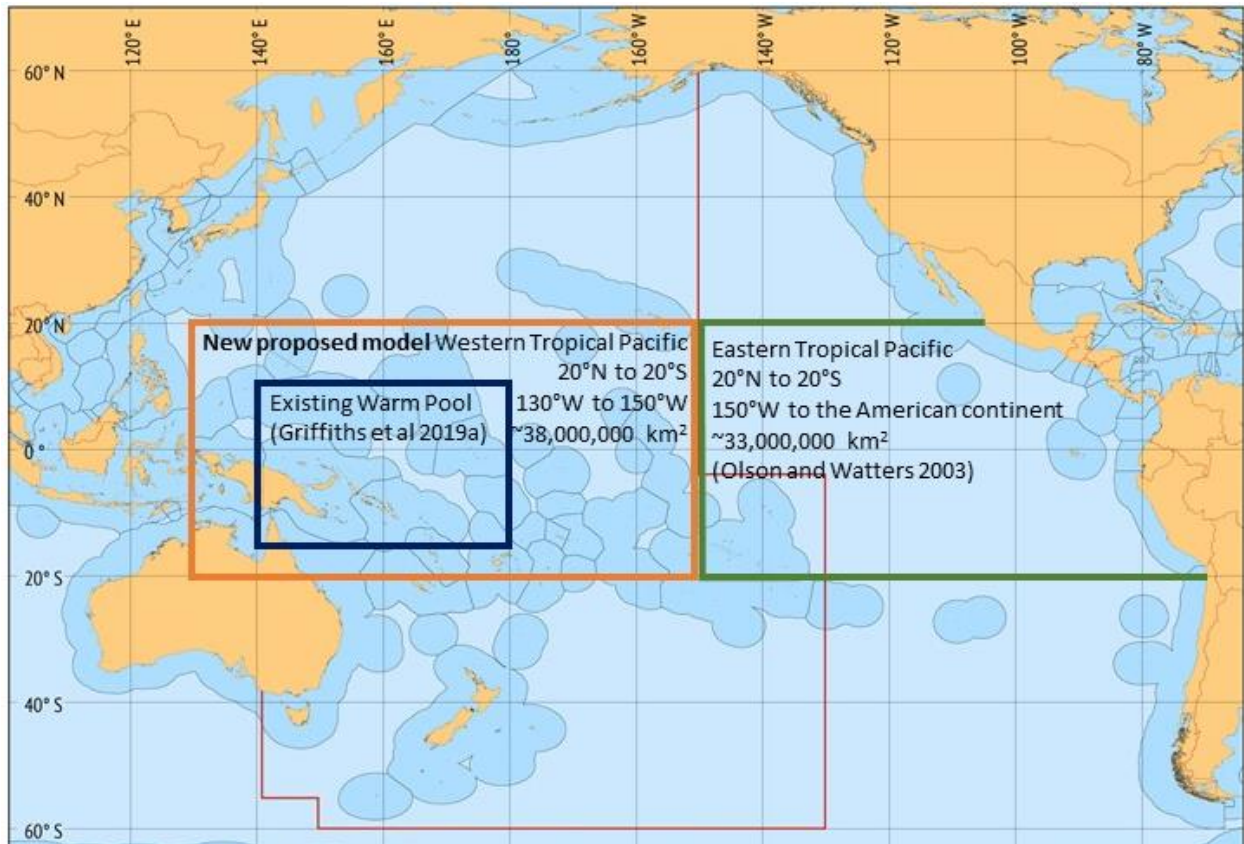 120° E
140° E
160° E
180°
160° W
140° W
120° W
100° W
80° W
60° N
40° N
20° N
0°
20° S
40° S
60° S
New proposed model Western Tropical Pacific
20°N to 20°S
130°W to 150°W
~38,000,000 km²
Existing Warm Pool
(Griffiths et al 2019a)
Eastern Tropical Pacific
20°N to 20°S
150°W to the American continent
~33,000,000 km²
(Olson and Watters 2003)